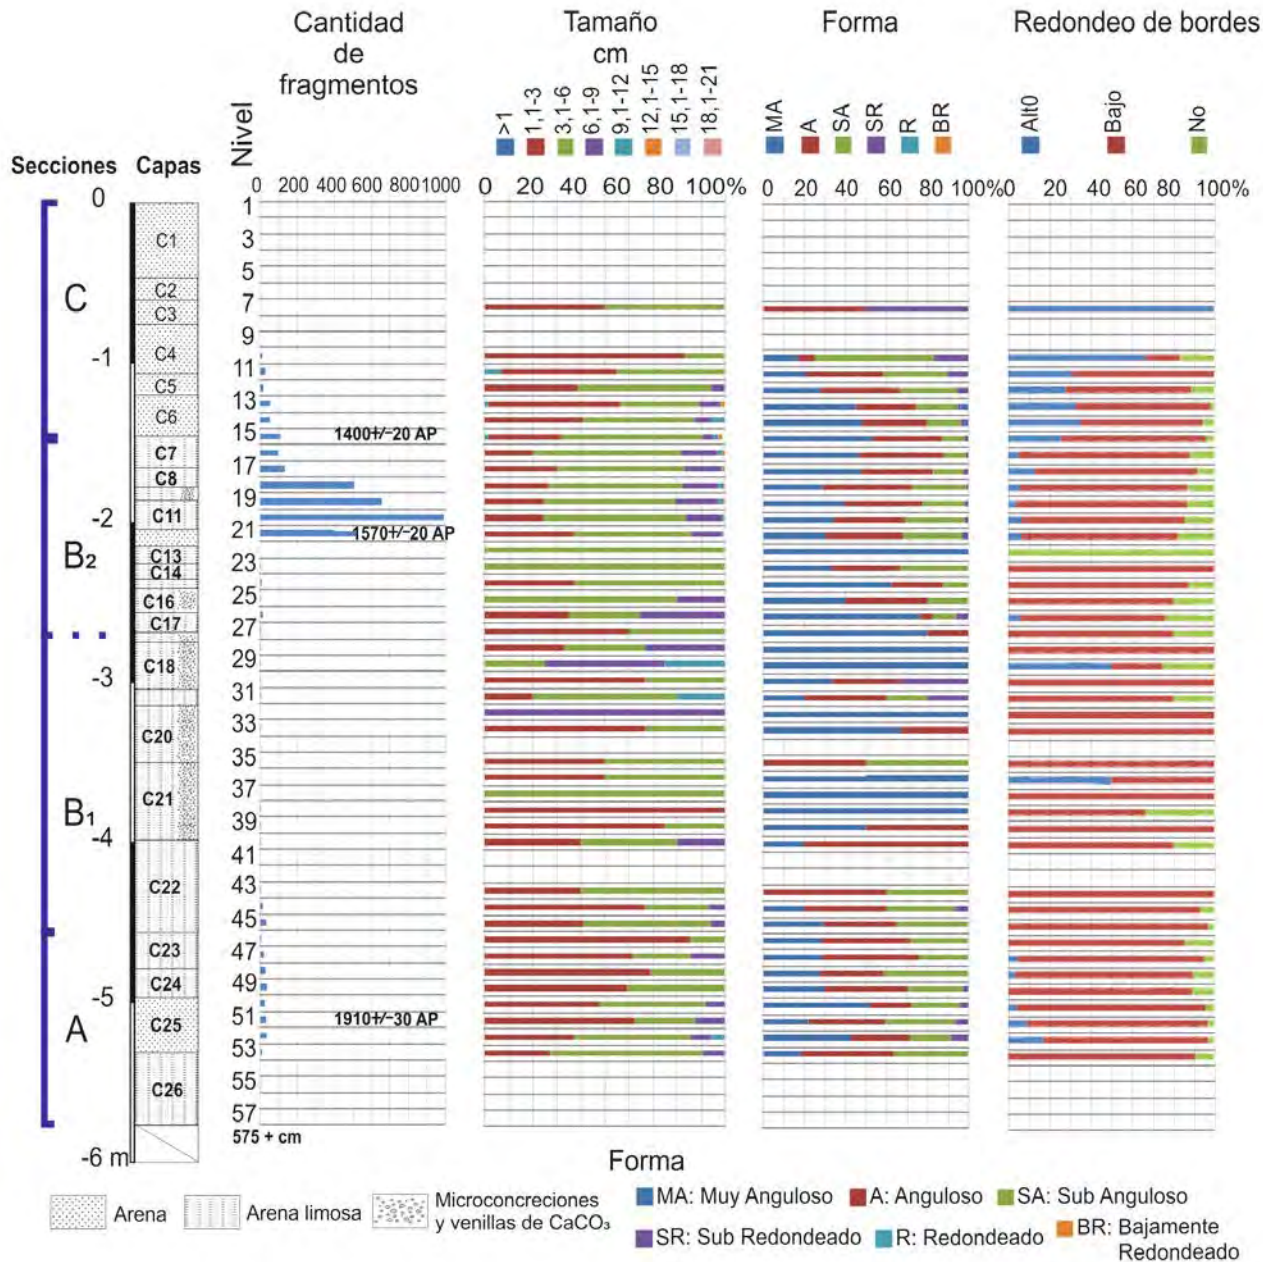 Cantidad
de
fragmentos
Tamaño
cm
Forma
Redondeo de bordes
Secciones
Capas
Nivel
>1
1,1-3
3,1-6
6,1-9
9,1-12
12,1-15
15,1-18
18,1-21
MA
A
SA
SR
R
BR
Alt0
Bajo
No
0 200 400 600 800 1000
0 20 40 60 80 100%
0 20 40 60 80 100%
0 20 40 60 80 100%
0
-1
-2
-3
-4
-5
-6 m
C
B₂
B₁
A
C1
C2
C3
C4
C5
C6
C7
C8
C11
C13
C14
C16
C17
C18
C20
C21
C22
C23
C24
C25
C26
1
3
5
7
9
11
13
15
17
19
21
23
25
27
29
31
33
35
37
39
41
43
45
47
49
51
53
55
57
1400+/-20 AP
1570+/-20 AP
1910+/-30 AP
575 + cm
Forma
Arena
Arena limosa
Microconcreciones
y venillas de CaCO₃
MA: Muy Anguloso
A: Anguloso
SA: Sub Anguloso
SR: Sub Redondeado
R: Redondeado
BR: Bajamente
Redondeado